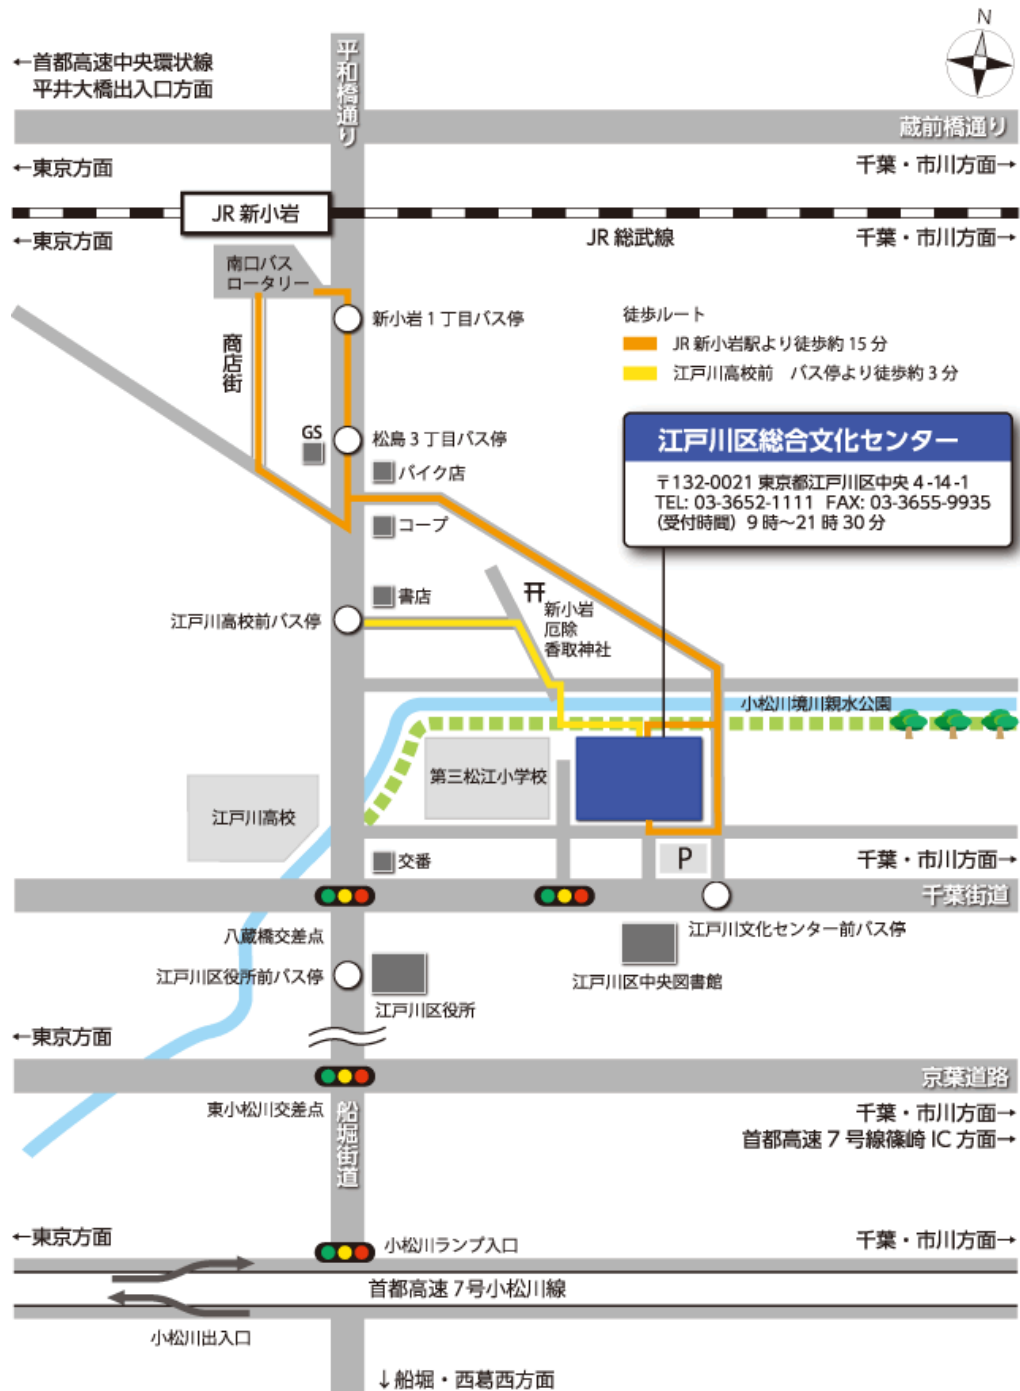 N
←首都高速中央環状線
平井大橋出入口方面
平和橋通り
蔵前橋通り
←東京方面
千葉・市川方面→
JR 新小岩
←東京方面
JR 総武線
千葉・市川方面→
南口バス
ロータリー
新小岩 1 丁目バス停
商店街
徒歩ルート
JR 新小岩駅より徒歩約 15 分
江戸川高校前 バス停より徒歩約 3 分
GS
松島 3 丁目バス停
バイク店
江戸川区総合文化センター
〒132-0021 東京都江戸川区中央 4-14-1
TEL: 03-3652-1111 FAX: 03-3655-9935
(受付時間) 9 時〜21 時 30 分
コープ
書店
江戸川高校前バス停
新小岩
厄除
香取神社
小松川境川親水公園
第三松江小学校
江戸川高校
交番
P
千葉・市川方面→
千葉街道
八蔵橋交差点
江戸川文化センター前バス停
江戸川区役所前バス停
江戸川区中央図書館
江戸川区役所
←東京方面
京葉道路
東小松川交差点
船堀街道
千葉・市川方面→
首都高速 7 号線篠崎 IC 方面→
←東京方面
小松川ランプ入口
千葉・市川方面→
首都高速 7号小松川線
小松川出入口
↓船堀・西葛西方面